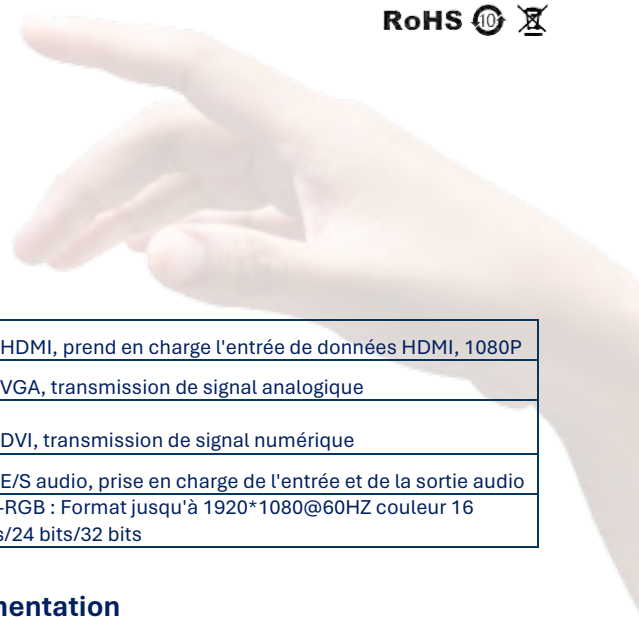 RoHS 10
HDMI, prend en charge l'entrée de données HDMI, 1080P
VGA, transmission de signal analogique
DVI, transmission de signal numérique
E/S audio, prise en charge de l'entrée et de la sortie audio
-RGB : Format jusqu'à 1920*1080@60HZ couleur 16
s/24 bits/32 bits
mentation